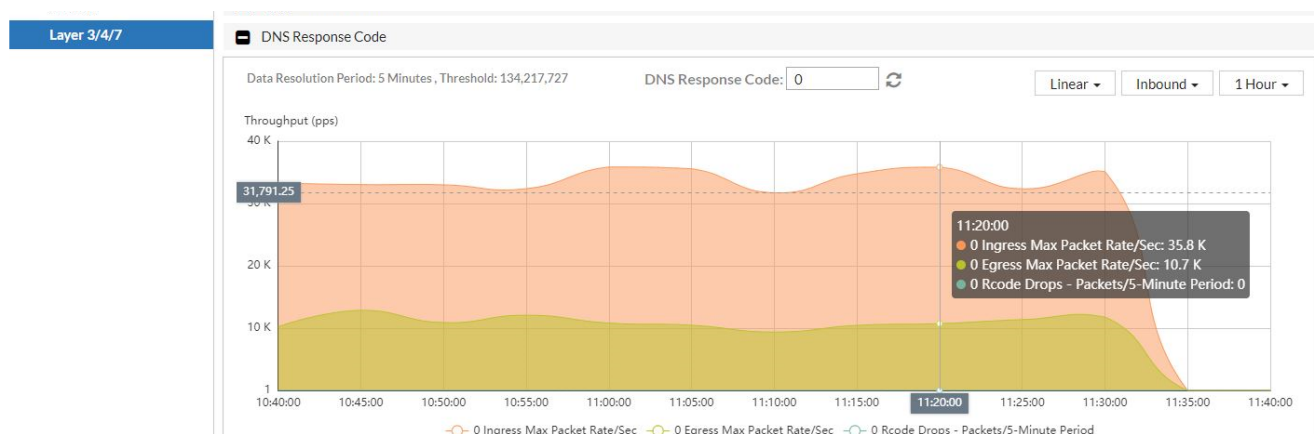 Layer 3/4/7
DNS Response Code
Data Resolution Period: 5 Minutes , Threshold: 134,217,727
DNS Response Code: 0
Linear
Inbound
1 Hour
Throughput (pps)
40 K
31,791.25
20 K
10 K
1
11:20:00
0 Ingress Max Packet Rate/Sec: 35.8 K
0 Egress Max Packet Rate/Sec: 10.7 K
0 Rcode Drops - Packets/5-Minute Period: 0
10:40:00 10:45:00 10:50:00 10:55:00 11:00:00 11:05:00 11:10:00 11:15:00 11:20:00 11:25:00 11:30:00 11:35:00 11:40:00
0 Ingress Max Packet Rate/Sec 0 Egress Max Packet Rate/Sec 0 Rcode Drops - Packets/5-Minute Period